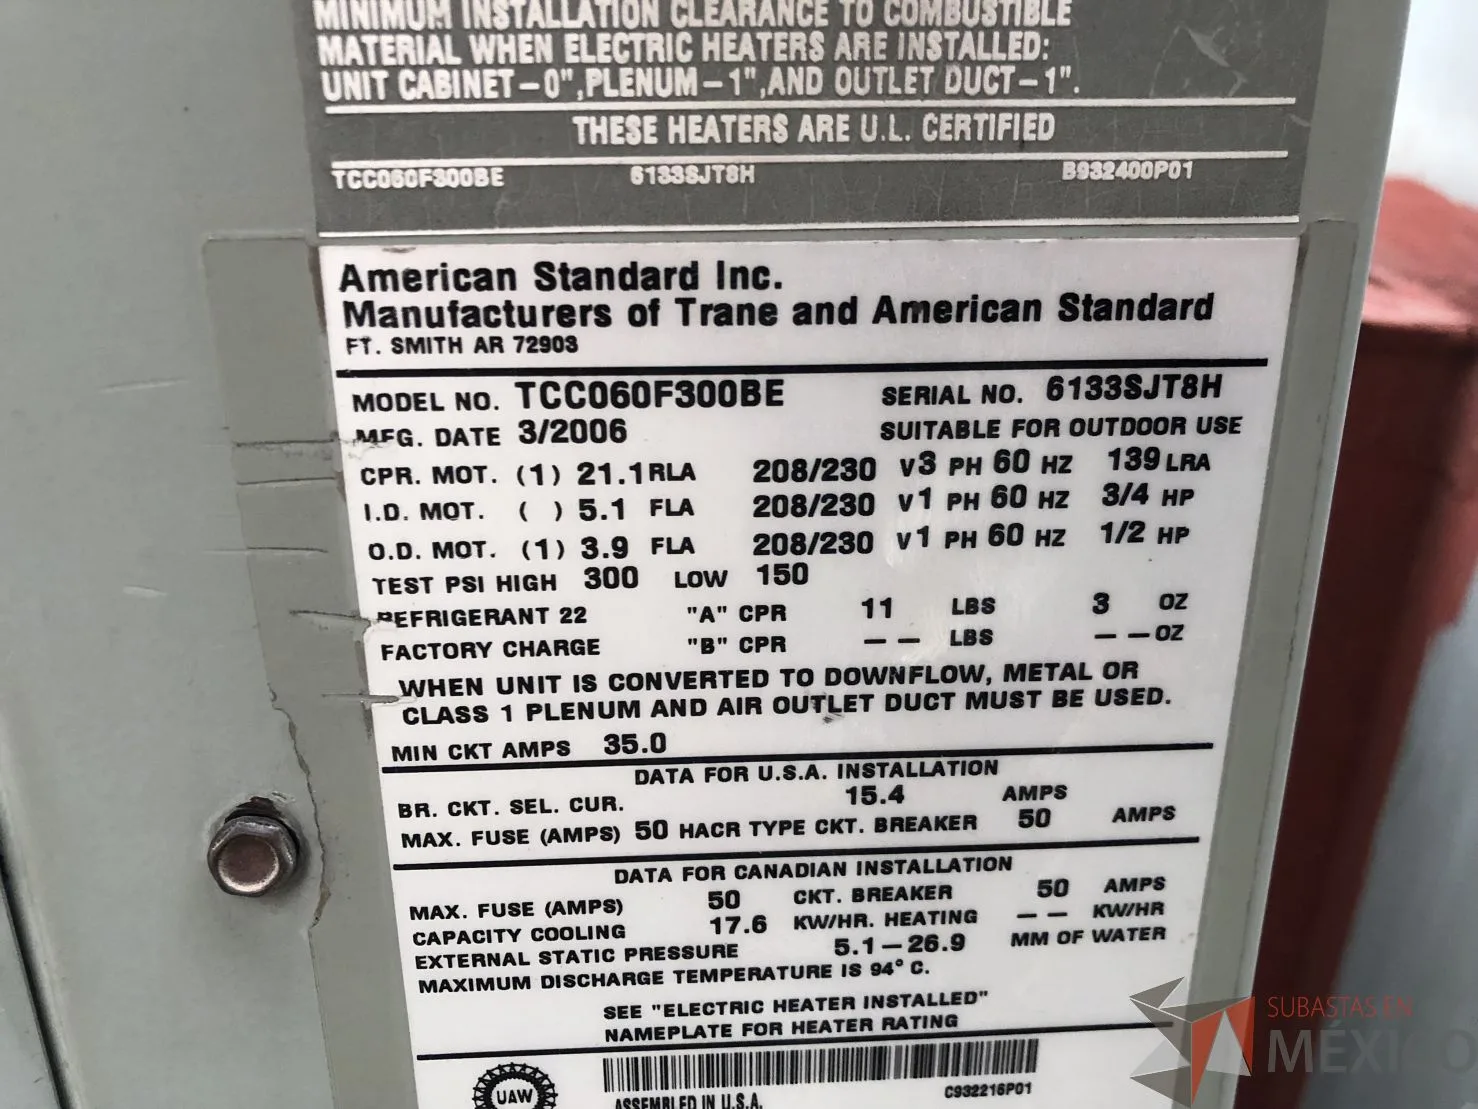 MINIMUM INSTALLATION CLEARANCE TO COMBUSTIBLE
MATERIAL WHEN ELECTRIC HEATERS ARE INSTALLED:
UNIT CABINET-0",PLENUM-1",AND OUTLET DUCT-1".
THESE HEATERS ARE U.L. CERTIFIED
TCC060F300BE 6133SJT8H B932400P01
American Standard Inc.
Manufacturers of Trane and American Standard
FT. SMITH AR 72903
MODEL NO. TCC060F300BE SERIAL NO. 6133SJT8H
MFG. DATE 3/2006 SUITABLE FOR OUTDOOR USE
CPR. MOT. (1) 21.1 RLA 208/230 V3 PH 60 HZ 139 LRA
I.D. MOT. ( ) 5.1 FLA 208/230 V1 PH 60 HZ 3/4 HP
O.D. MOT. (1) 3.9 FLA 208/230 V1 PH 60 HZ 1/2 HP
TEST PSI HIGH 300 LOW 150
REFRIGERANT 22 "A" CPR 11 LBS 3 OZ
FACTORY CHARGE "B" CPR -- LBS --OZ
WHEN UNIT IS CONVERTED TO DOWNFLOW, METAL OR
CLASS 1 PLENUM AND AIR OUTLET DUCT MUST BE USED.
MIN CKT AMPS 35.0
DATA FOR U.S.A. INSTALLATION
BR. CKT. SEL. CUR. 15.4 AMPS
MAX. FUSE (AMPS) 50 HACR TYPE CKT. BREAKER 50 AMPS
DATA FOR CANADIAN INSTALLATION
MAX. FUSE (AMPS) 50 CKT. BREAKER 50 AMPS
CAPACITY COOLING 17.6 KW/HR. HEATING -- KW/HR
EXTERNAL STATIC PRESSURE 5.1-26.9 MM OF WATER
MAXIMUM DISCHARGE TEMPERATURE IS 94° C.
SEE "ELECTRIC HEATER INSTALLED"
NAMEPLATE FOR HEATER RATING
UAW
ASSEMBLED IN U.S.A. C932216P01
SUBASTAS EN
MÉXICO